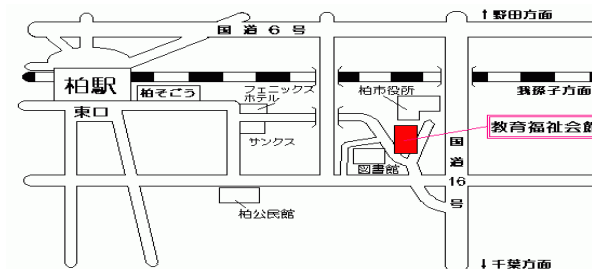 ↑野田方面
国道6号
柏駅
柏そごう
フェニックス
ホテル
柏市役所
我孫子方面
東口
サンクス
教育福祉会館
図書館
国道16号
柏公民館
↓千葉方面